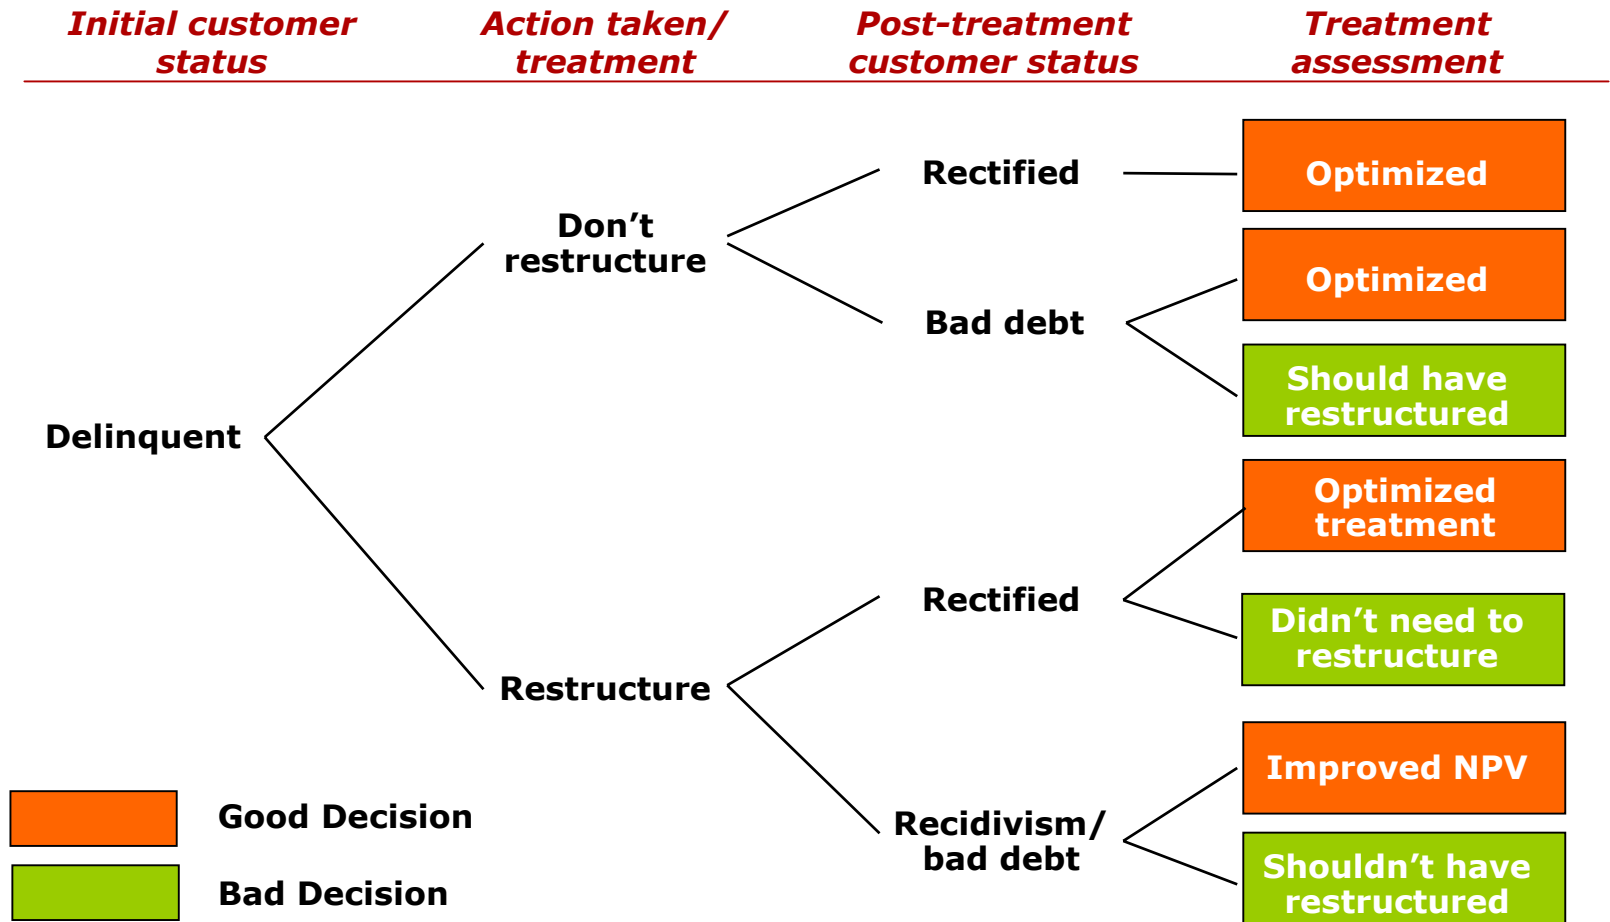 Initial customer
status
Action taken/
treatment
Post-treatment
customer status
Treatment
assessment
Rectified
Optimized
Don’t
restructure
Optimized
Bad debt
Should have
restructured
Delinquent
Optimized
treatment
Rectified
Didn’t need to
restructure
Restructure
Improved NPV
Recidivism/
bad debt
Shouldn’t have
restructured
Good Decision
Bad Decision